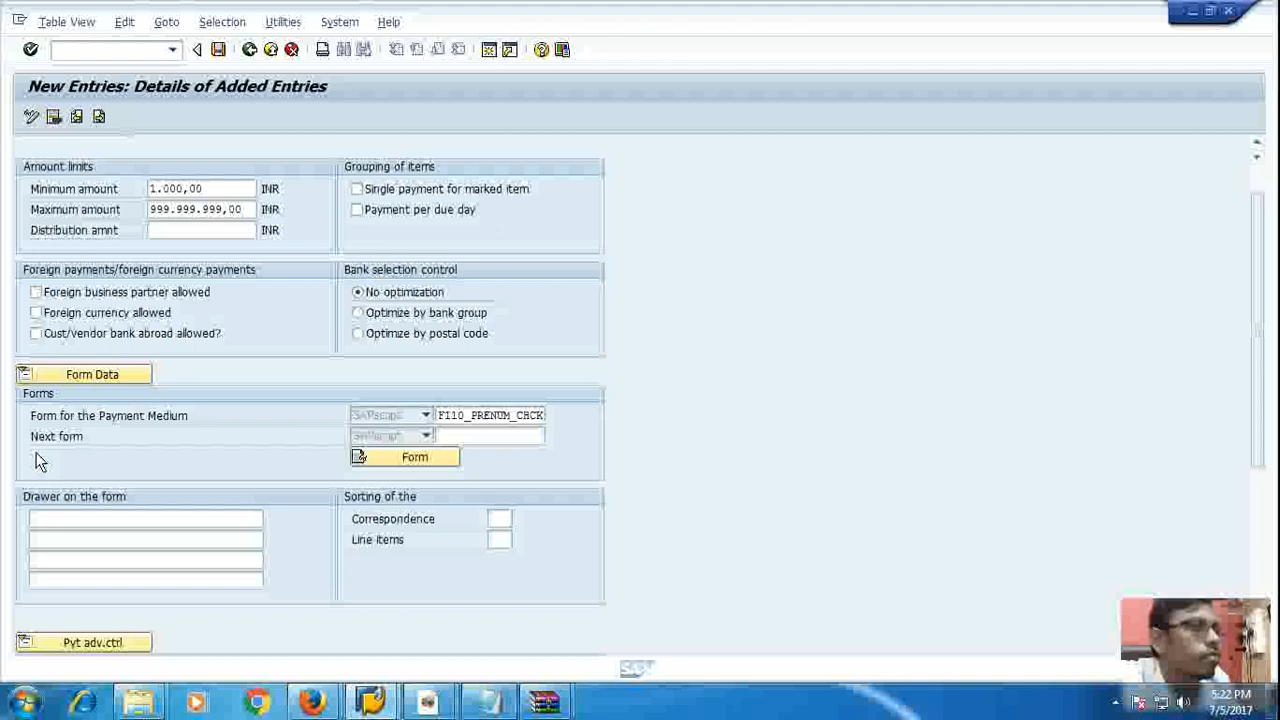 Table View Edit Goto Selection Utilities System Help
New Entries: Details of Added Entries
Amount limits
Minimum amount 1.000,00 INR
Maximum amount 999.999.999,00 INR
Distribution amnt INR
Grouping of items
Single payment for marked item
Payment per due day
Foreign payments/foreign currency payments
Foreign business partner allowed
Foreign currency allowed
Cust/vendor bank abroad allowed?
Bank selection control
No optimization
Optimize by bank group
Optimize by postal code
Form Data
Forms
Form for the Payment Medium F110_PRENUM_CHCK
Next form
Form
Drawer on the form
Sorting of the
Correspondence
Line items
Pyt adv.ctrl
SAP
5:22 PM
7/5/2017